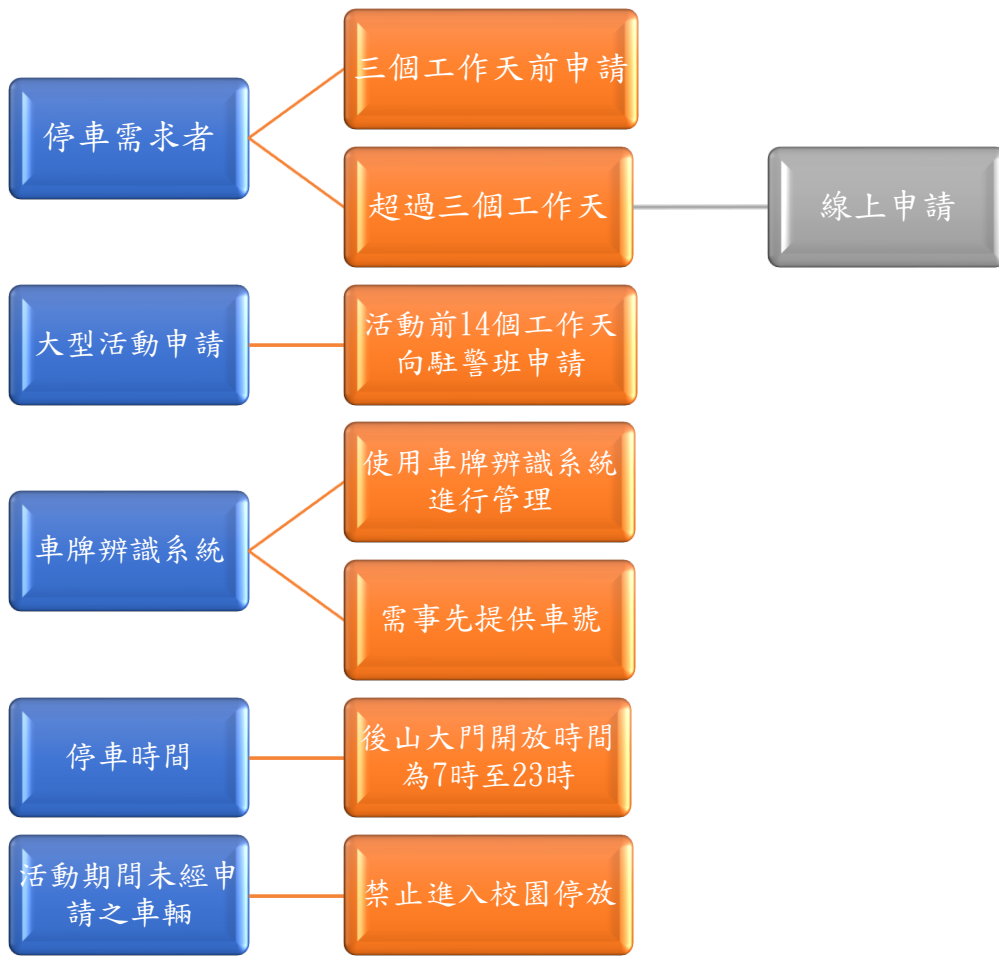 停車需求者
三個工作天前申請
超過三個工作天
線上申請
大型活動申請
活動前14個工作天
向駐警班申請
車牌辨識系統
使用車牌辨識系統
進行管理
需事先提供車號
停車時間
後山大門開放時間
為7時至23時
活動期間未經申
請之車輛
禁止進入校園停放